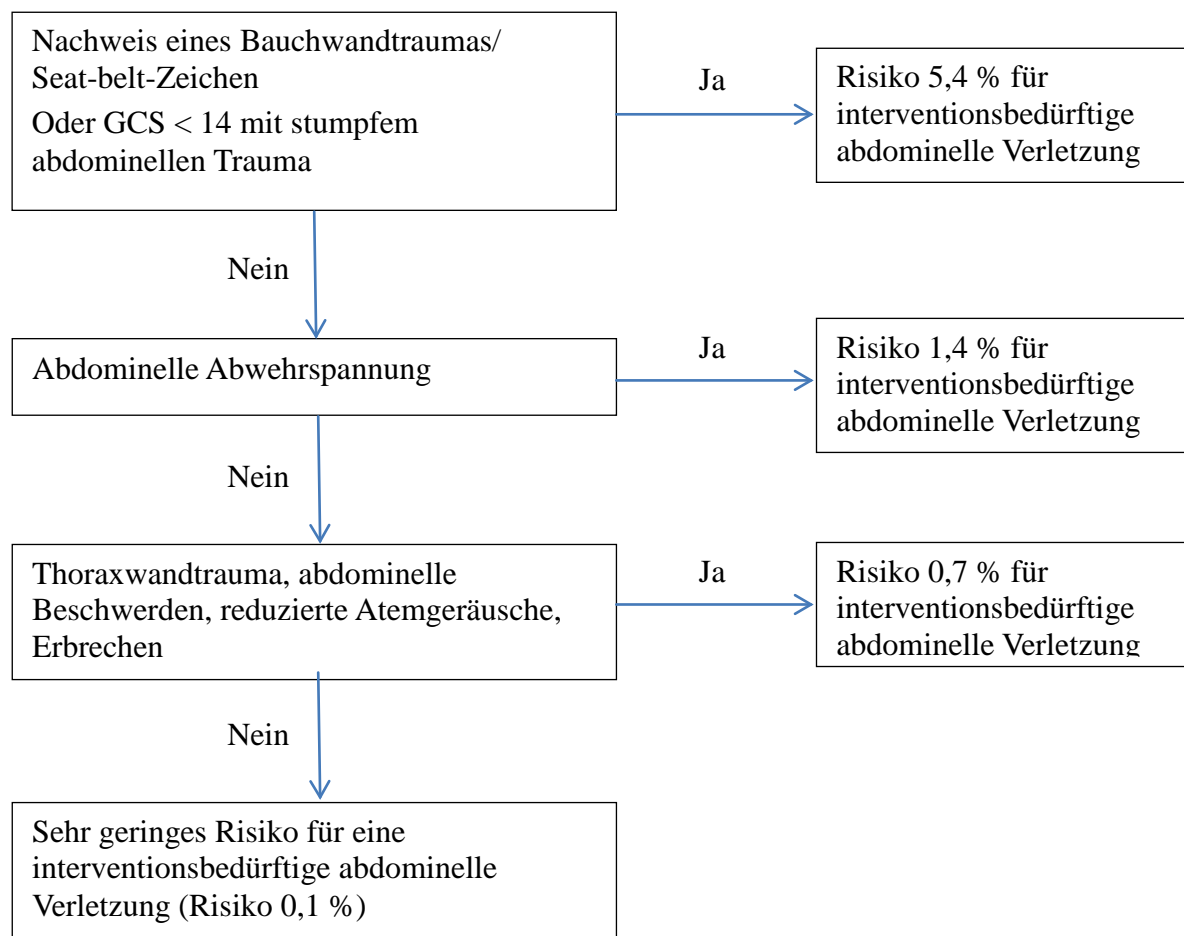 Nachweis eines Bauchwandtraumas/
Seat-belt-Zeichen
Oder GCS < 14 mit stumpfem
abdominellen Trauma
Ja
Risiko 5,4 % für
interventionsbedürftige
abdominelle Verletzung
Nein
Abdominelle Abwehrspannung
Ja
Risiko 1,4 % für
interventionsbedürftige
abdominelle Verletzung
Nein
Thoraxwandtrauma, abdominelle
Beschwerden, reduzierte Atemgeräusche,
Erbrechen
Ja
Risiko 0,7 % für
interventionsbedürftige
abdominelle Verletzung
Nein
Sehr geringes Risiko für eine
interventionsbedürftige abdominelle
Verletzung (Risiko 0,1 %)